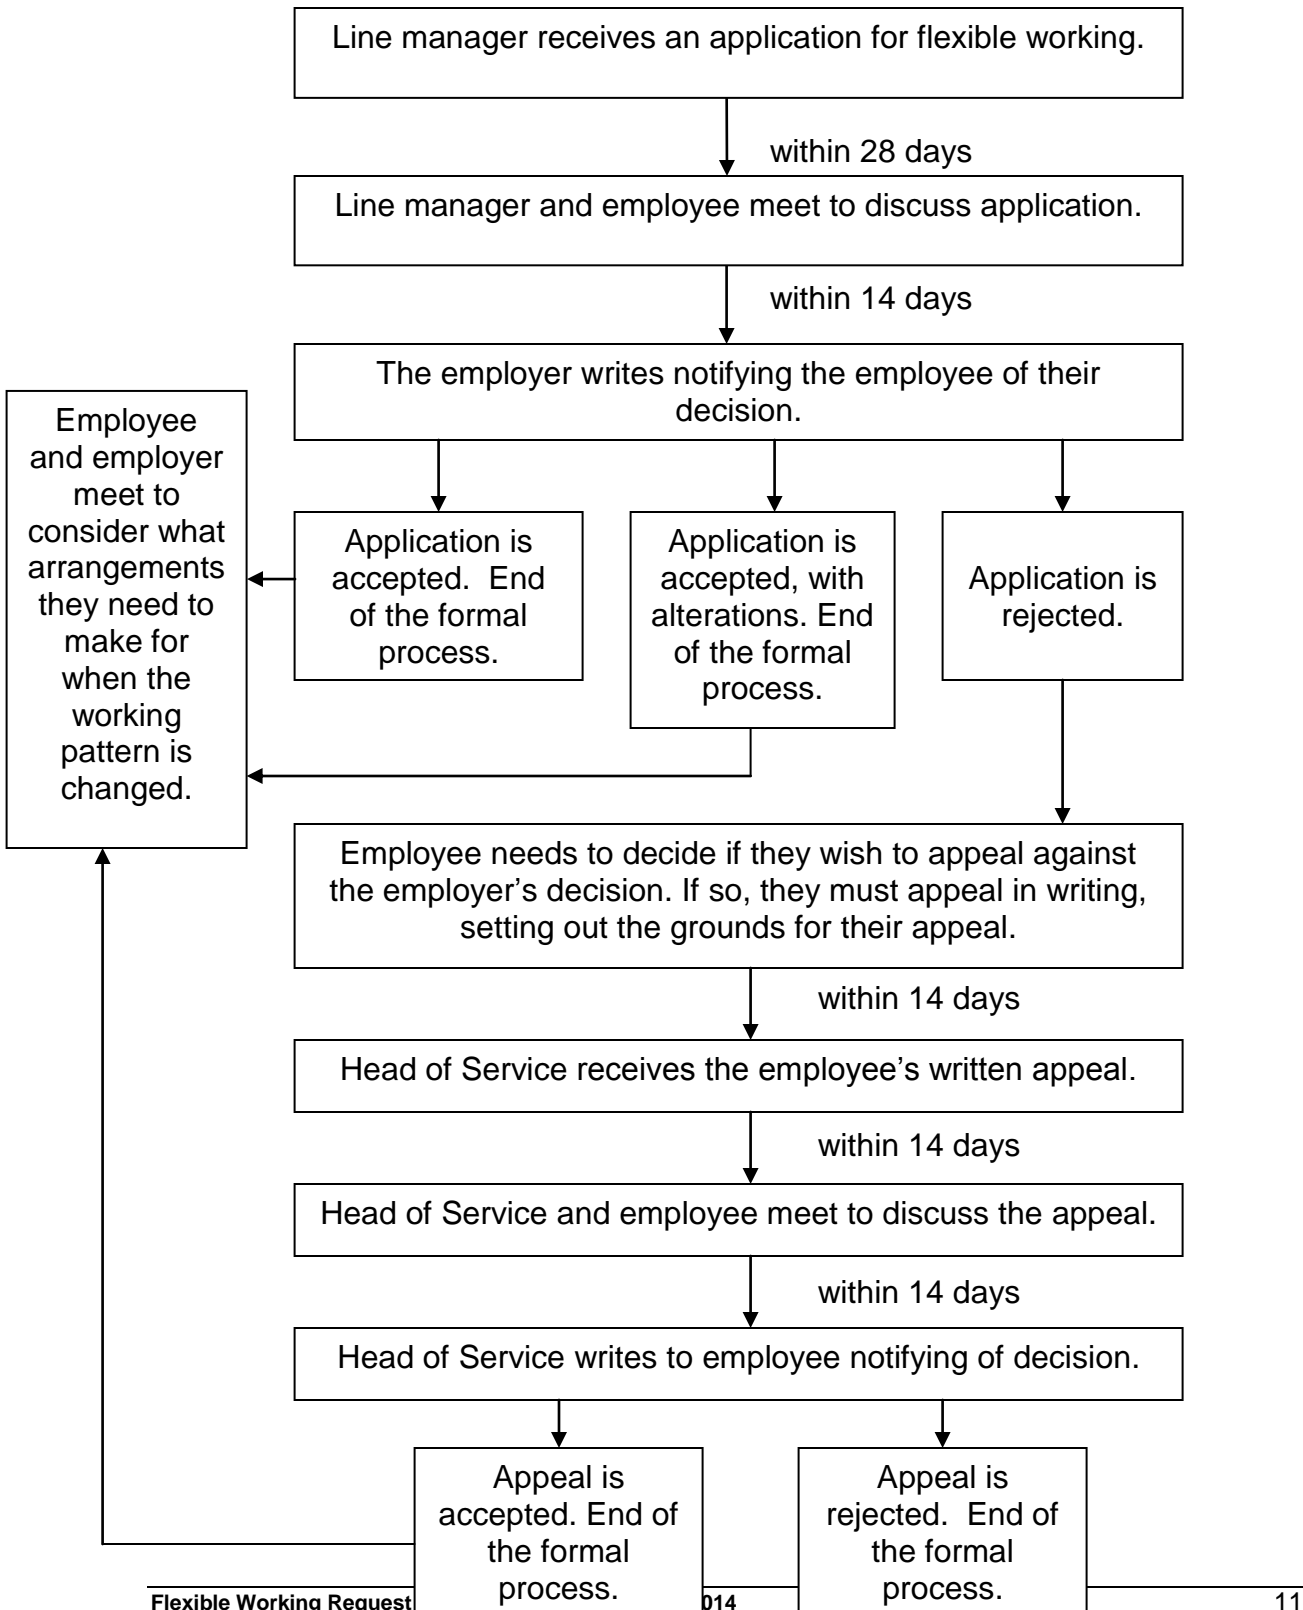 Line manager receives an application for flexible working.
within 28 days
Line manager and employee meet to discuss application.
within 14 days
The employer writes notifying the employee of their
decision.
Employee
and employer
meet to
consider what
arrangements
they need to
make for
when the
working
pattern is
changed.
Application is
accepted.  End
of the formal
process.
Application is
accepted, with
alterations. End
of the formal
process.
Application is
rejected.
Employee needs to decide if they wish to appeal against
the employer’s decision. If so, they must appeal in writing,
setting out the grounds for their appeal.
within 14 days
Head of Service receives the employee’s written appeal.
within 14 days
Head of Service and employee meet to discuss the appeal.
within 14 days
Head of Service writes to employee notifying of decision.
Appeal is
accepted. End of
the formal
process.
Appeal is
rejected.  End of
the formal
process.
Flexible Working Request 014 11